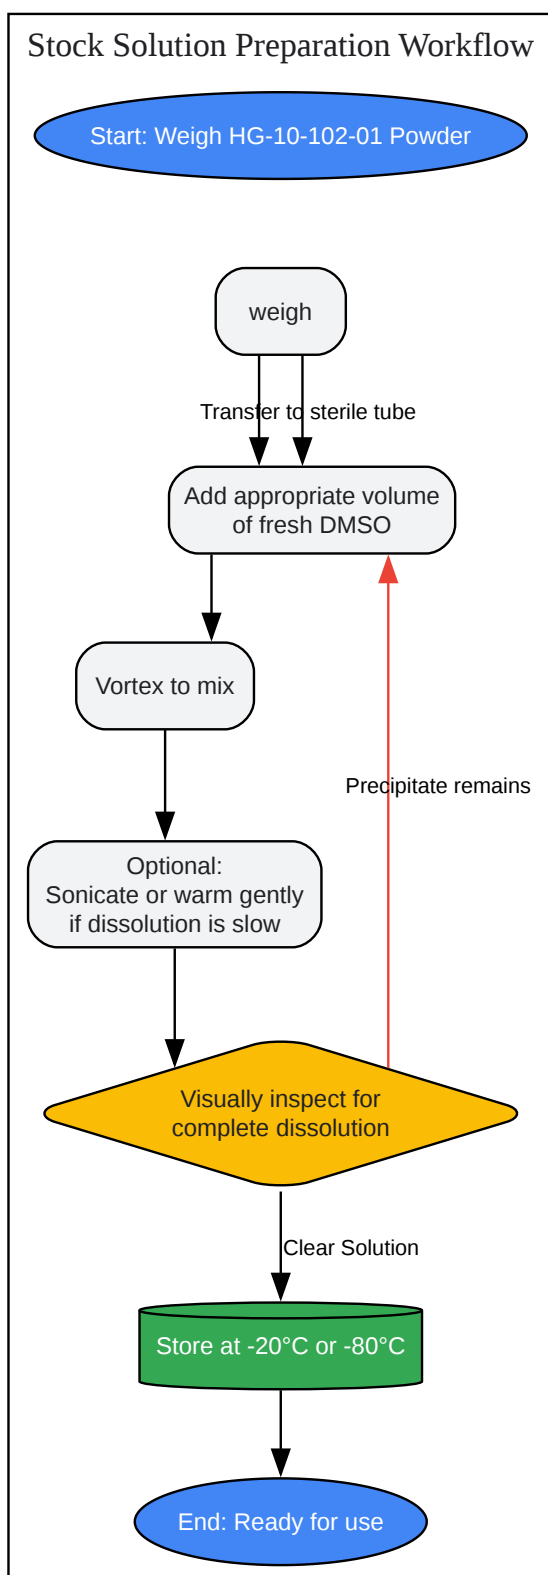 Stock Solution Preparation Workflow
Start: Weigh HG-10-102-01 Powder
weigh
Transfer to sterile tube
Add appropriate volume
of fresh DMSO
Vortex to mix
Precipitate remains
Optional:
Sonicate or warm gently
if dissolution is slow
Visually inspect for
complete dissolution
Clear Solution
Store at -20°C or -80°C
End: Ready for use